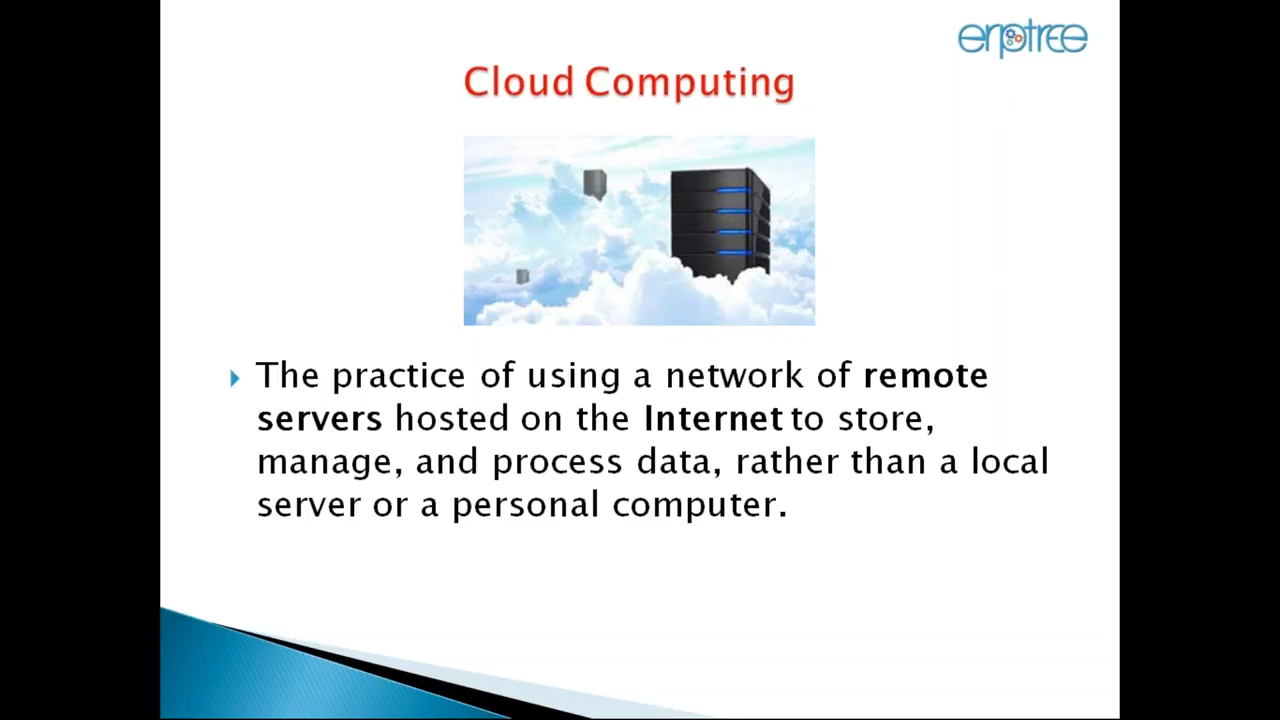 erptree
Cloud Computing
The practice of using a network of remote
servers hosted on the Internet to store,
manage, and process data, rather than a local
server or a personal computer.